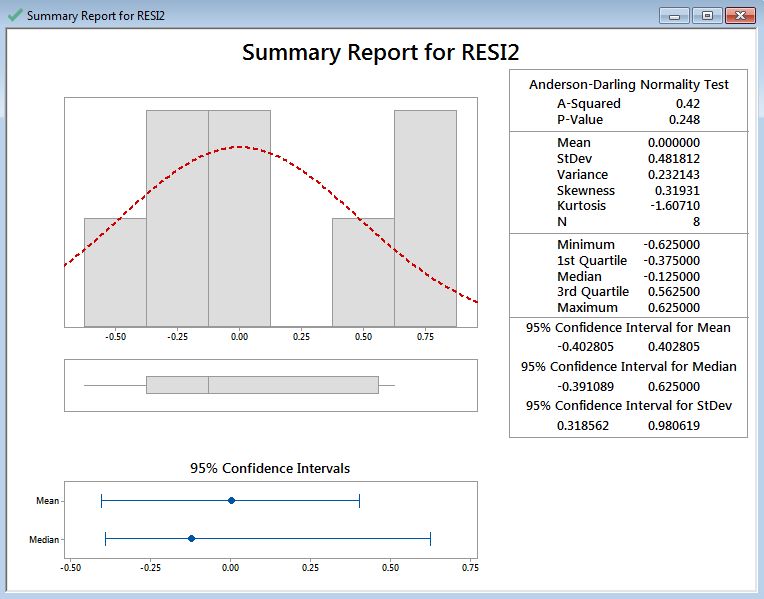 Summary Report for RESI2
Summary Report for RESI2
Anderson-Darling Normality Test
A-Squared 0.42
P-Value 0.248
Mean 0.000000
StDev 0.481812
Variance 0.232143
Skewness 0.31931
Kurtosis -1.60710
N 8
Minimum -0.625000
1st Quartile -0.375000
Median -0.125000
3rd Quartile 0.562500
Maximum 0.625000
95% Confidence Interval for Mean
-0.402805 0.402805
95% Confidence Interval for Median
-0.391089 0.625000
95% Confidence Interval for StDev
0.318562 0.980619
-0.50 -0.25 0.00 0.25 0.50 0.75
95% Confidence Intervals
Mean
Median
-0.50 -0.25 0.00 0.25 0.50 0.75